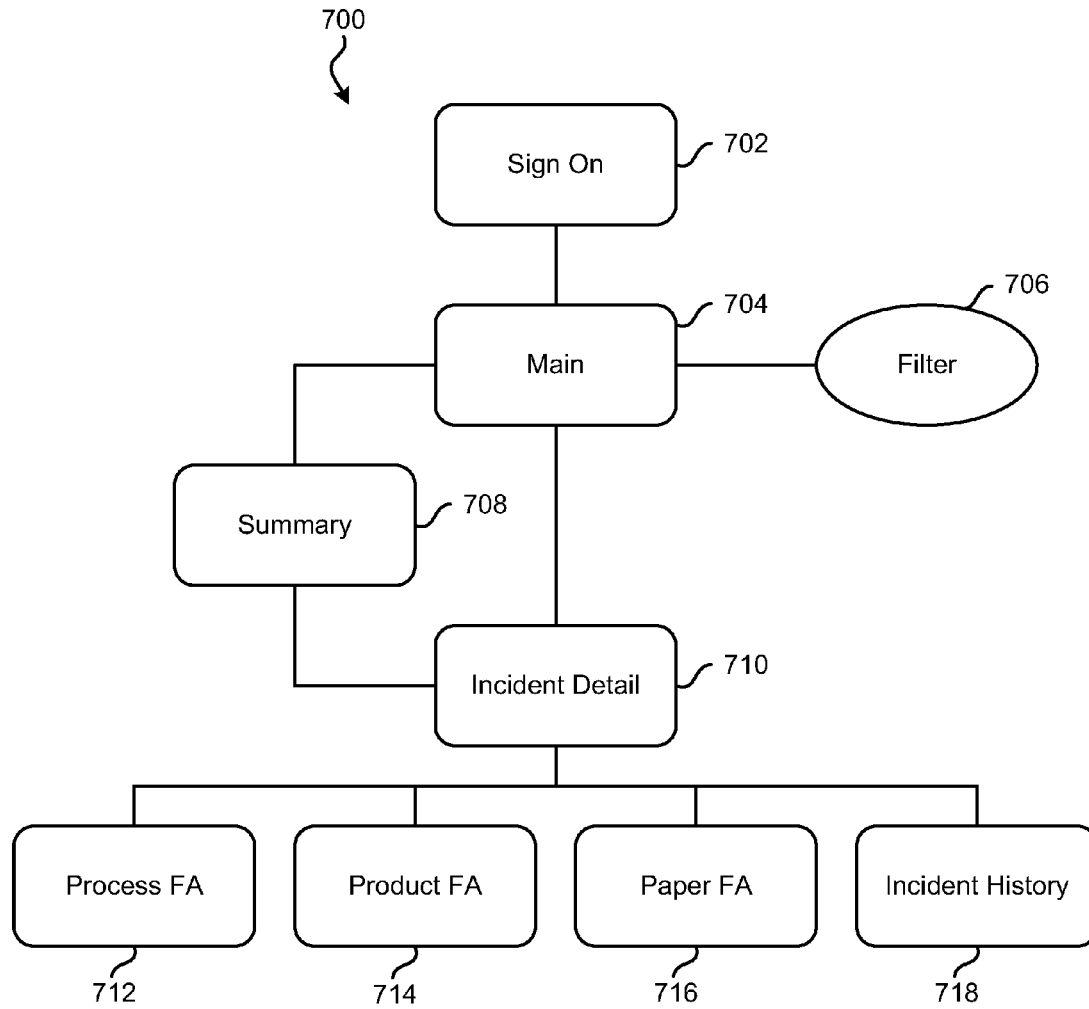 700
Sign On
702
Main
704
Filter
706
Summary
708
Incident Detail
710
Process FA
Product FA
Paper FA
Incident History
712
714
716
718